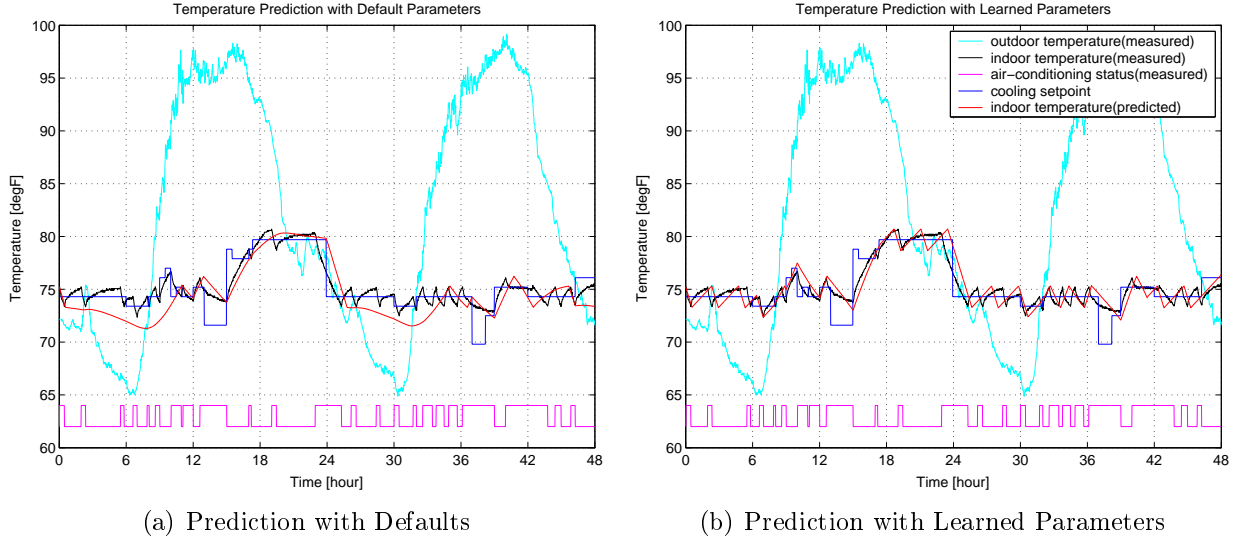 Temperature Prediction with Default Parameters
100
95
90
85
80
75
70
65
60
Temperature [degF]
0 6 12 18 24 30 36 42 48
Time [hour]
(a) Prediction with Defaults
Temperature Prediction with Learned Parameters
outdoor temperature(measured)
indoor temperature(measured)
air-conditioning status(measured)
cooling setpoint
indoor temperature(predicted)
100
95
90
85
80
75
70
65
60
Temperature [degF]
0 6 12 18 24 30 36 42 48
Time [hour]
(b) Prediction with Learned Parameters